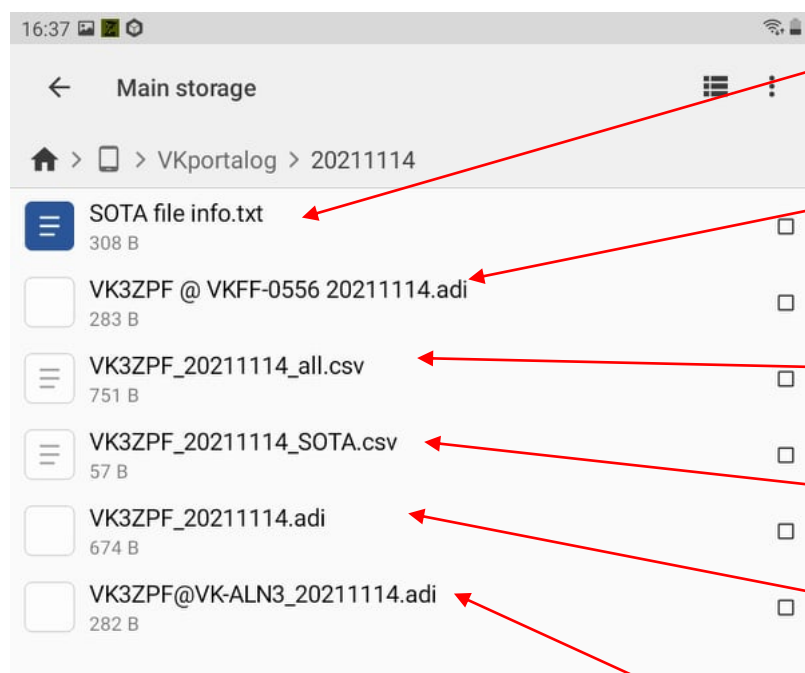 16:37
Main storage
VKportalog > 20211114
SOTA file info.txt
308 B
VK3ZPF @ VKFF-0556 20211114.adi
283 B
VK3ZPF_20211114_all.csv
751 B
VK3ZPF_20211114_SOTA.csv
57 B
VK3ZPF_20211114.adi
674 B
VK3ZPF@VK-ALN3_20211114.adi
282 B